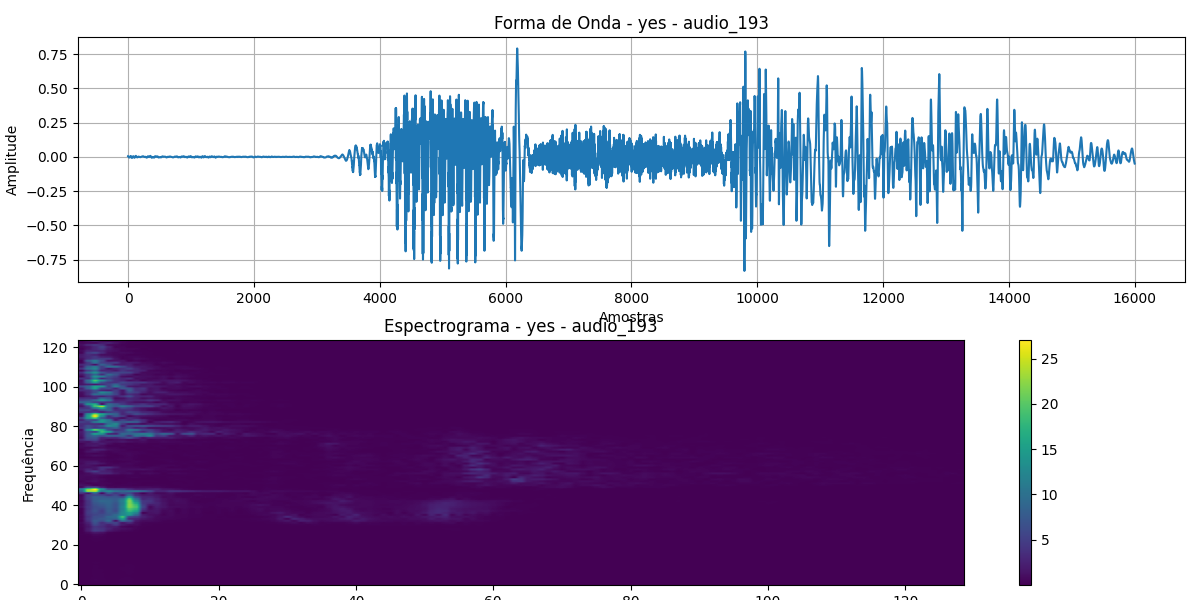 Forma de Onda - yes - audio_193
Amplitude
0.75
0.50
0.25
0.00
−0.25
−0.50
−0.75
0 2000 4000 6000 8000 10000 12000 14000 16000
Amostras
Espectrograma - yes - audio_193
Frequência
120
100
80
60
40
20
0
0 20 40 60 80 100 120
25
20
15
10
5